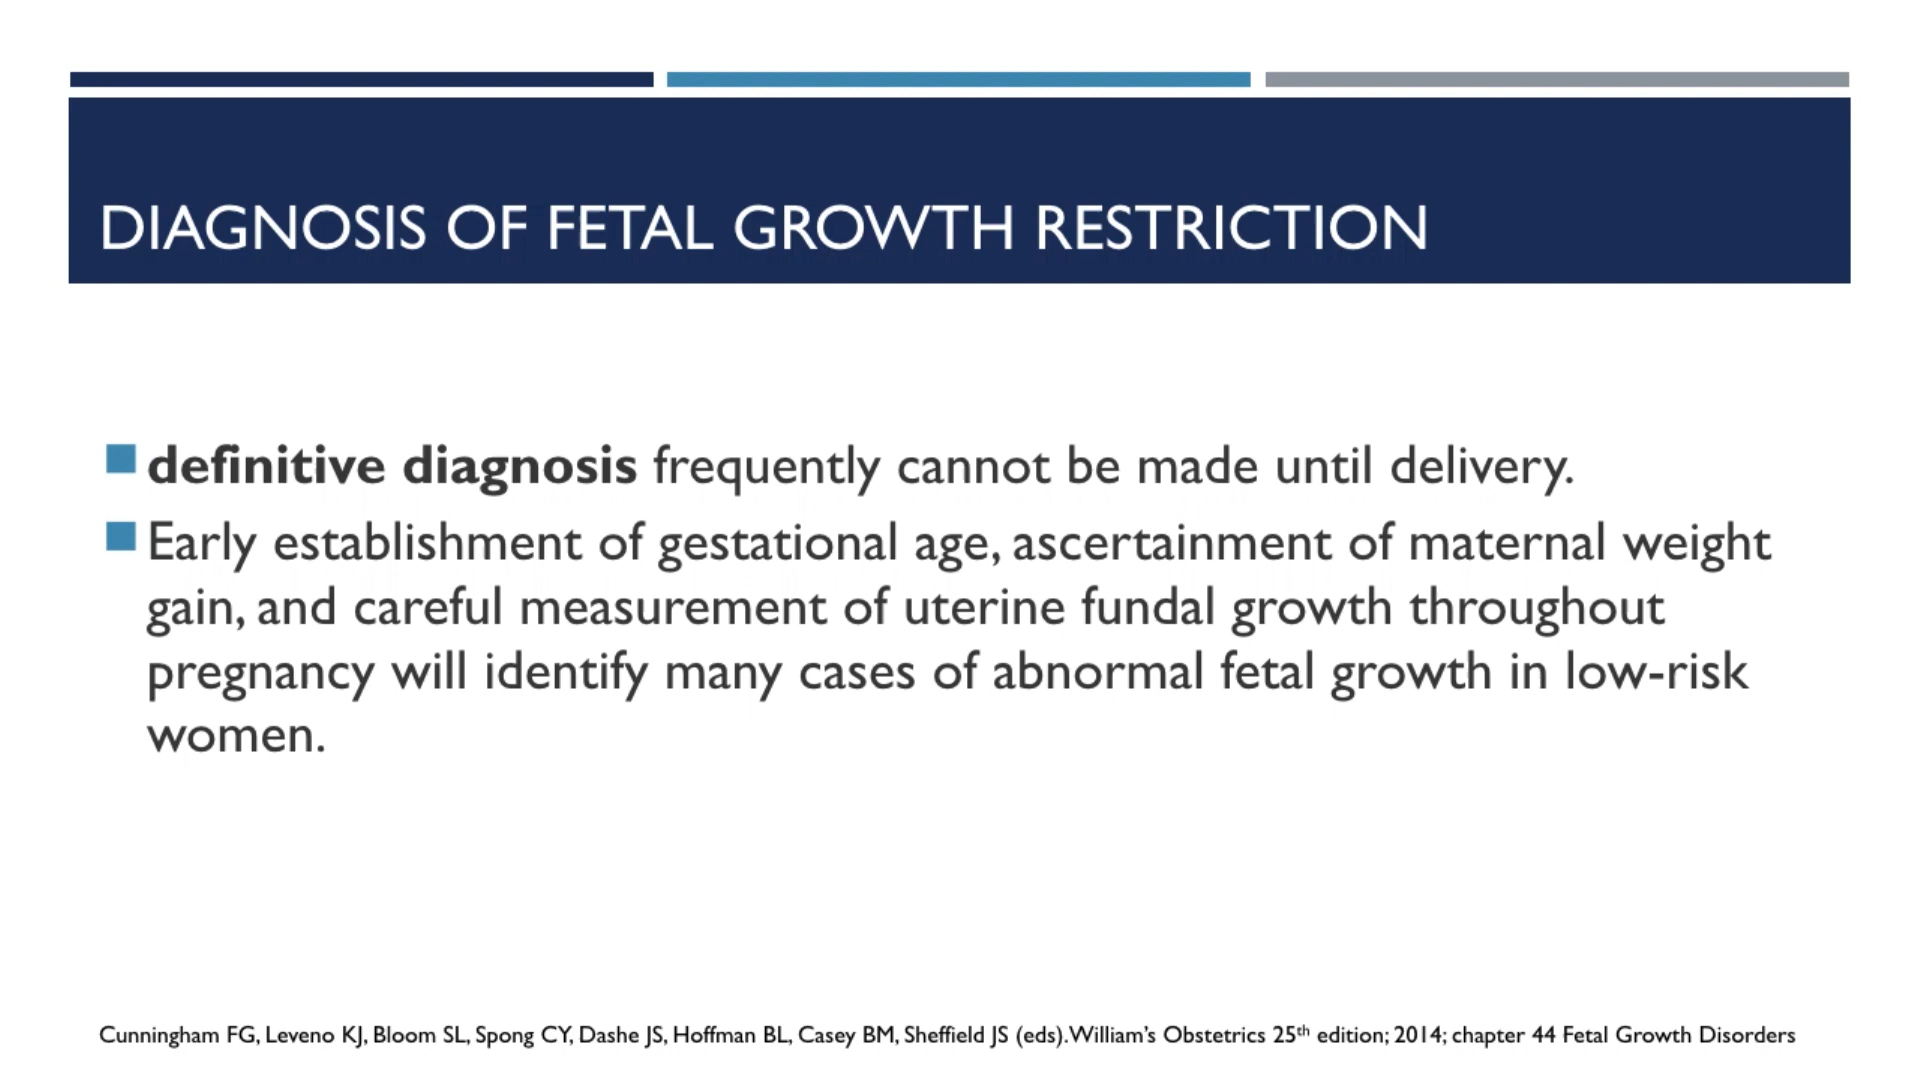 DIAGNOSIS OF FETAL GROWTH RESTRICTION
definitive diagnosis frequently cannot be made until delivery.
Early establishment of gestational age, ascertainment of maternal weight
gain, and careful measurement of uterine fundal growth throughout
pregnancy will identify many cases of abnormal fetal growth in low-risk
women.
Cunningham FG, Leveno KJ, Bloom SL, Spong CY, Dashe JS, Hoffman BL, Casey BM, Sheffield JS (eds).William’s Obstetrics 25th edition; 2014; chapter 44 Fetal Growth Disorders